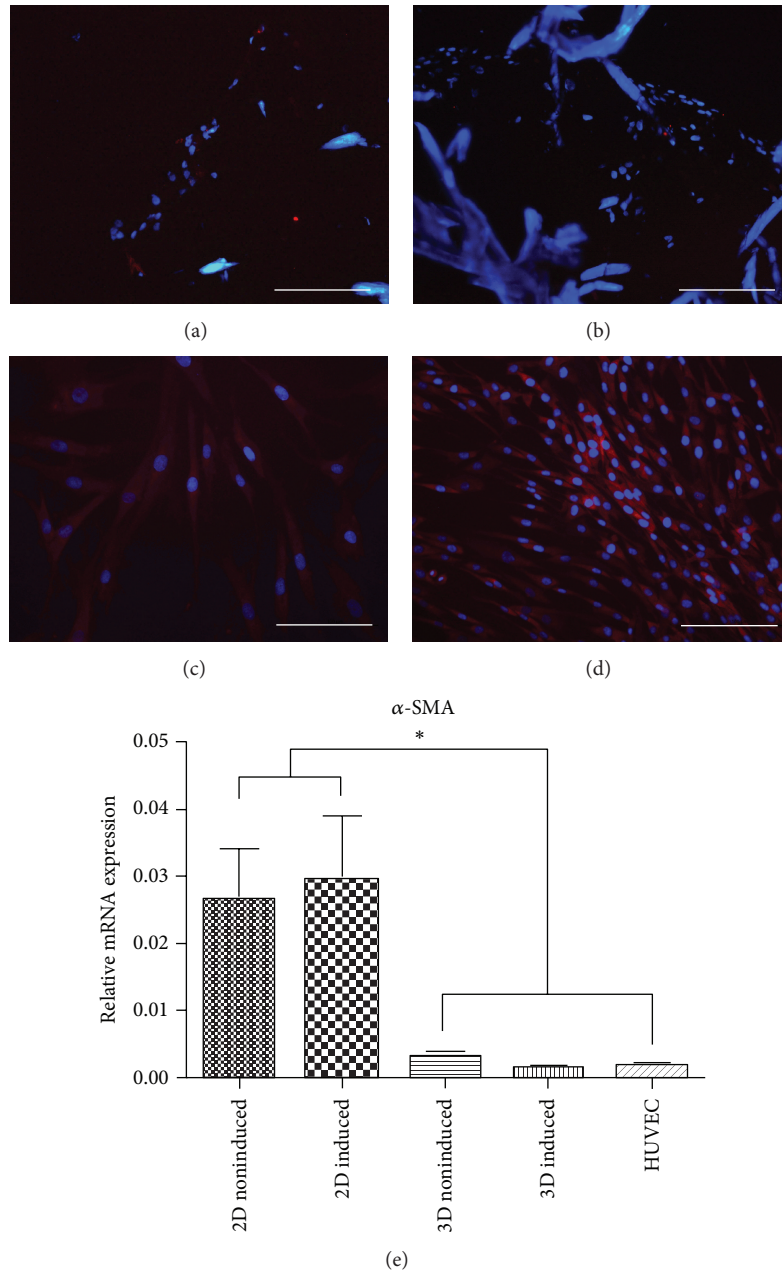 (a)
(b)
(c)
(d)
α-SMA
*
0.05
0.04
0.03
0.02
0.01
0.00
Relative mRNA expression
2D noninduced
2D induced
3D noninduced
3D induced
HUVEC
(e)